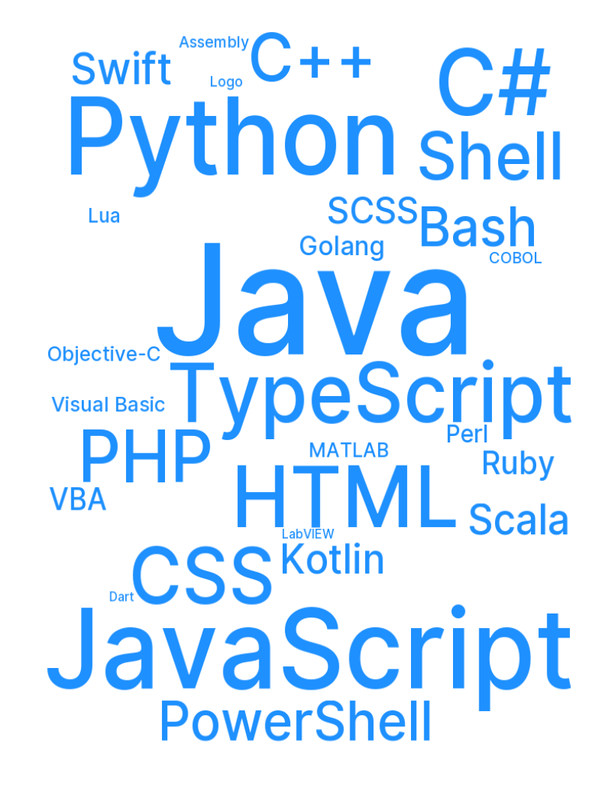 Assembly
C++
Swift
C#
Logo
Python
Shell
SCSS
Lua
Bash
Golang
COBOL
Java
Objective-C
TypeScript
Visual Basic
Perl
PHP
MATLAB
Ruby
HTML
VBA
Scala
LabVIEW
Kotlin
CSS
Dart
JavaScript
PowerShell